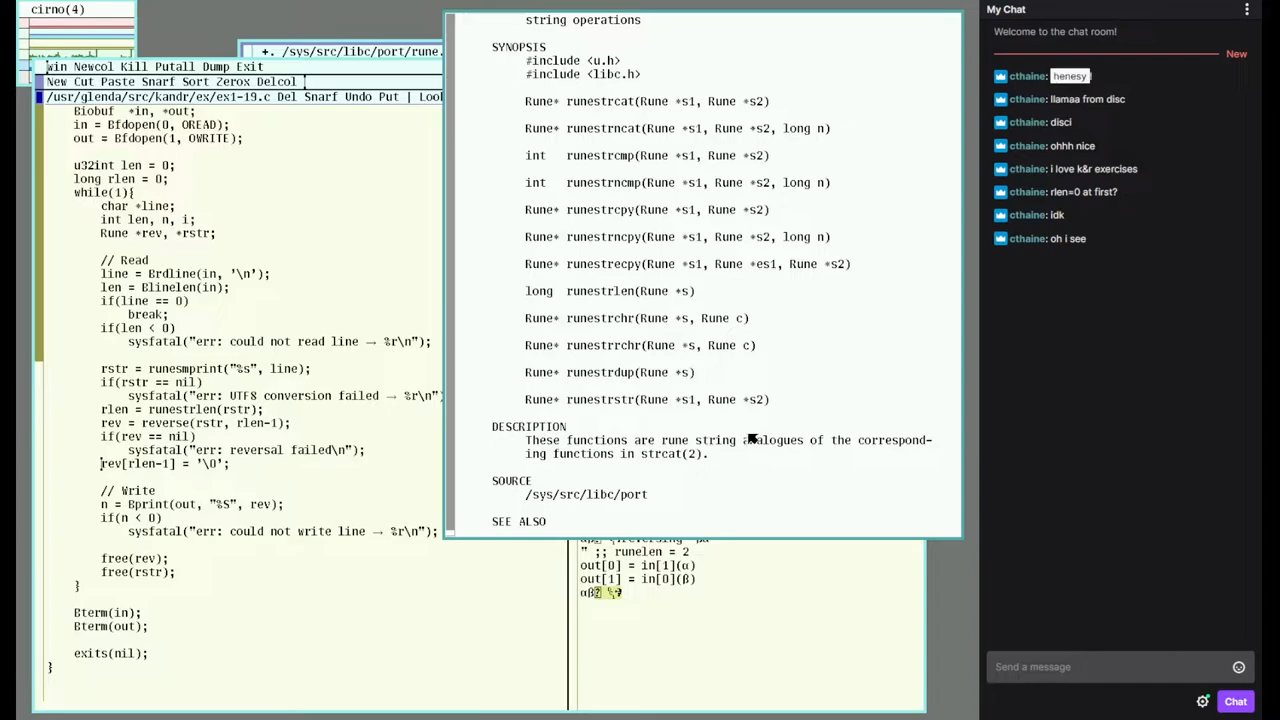 cirno(4)
+. /sys/src/libc/port/rune.
win Newcol Kill Putall Dump Exit
New Cut Paste Snarf Sort Zerox Delcol
/usr/glenda/src/kandr/ex/ex1-19.c Del Snarf Undo Put | Look
Biobuf *in, *out;
in = Bfdopen(0, OREAD);
out = Bfdopen(1, OWRITE);
u32int len = 0;
long rlen = 0;
while(1){
char *line;
int len, n, i;
Rune *rev, *rstr;
// Read
line = Brdline(in, '\n');
len = Blinelen(in);
if(line == 0)
break;
if(len < 0)
sysfatal("err: could not read line → %r\n");
rstr = runesmprint("%s", line);
if(rstr == nil)
sysfatal("err: UTF8 conversion failed → %r\n")
rlen = runestrlen(rstr);
rev = reverse(rstr, rlen-1);
if(rev == nil)
sysfatal("err: reversal failed\n");
rev[rlen-1] = '\0';
// Write
n = Bprint(out, "%S", rev);
if(n < 0)
sysfatal("err: could not write line → %r\n");
free(rev);
free(rstr);
}
Bterm(in);
Bterm(out);
exits(nil);
}
string operations
SYNOPSIS
#include <u.h>
#include <libc.h>
Rune* runestrcat(Rune *s1, Rune *s2)
Rune* runestrncat(Rune *s1, Rune *s2, long n)
int runestrcmp(Rune *s1, Rune *s2)
int runestrncmp(Rune *s1, Rune *s2, long n)
Rune* runestrcpy(Rune *s1, Rune *s2)
Rune* runestrncpy(Rune *s1, Rune *s2, long n)
Rune* runestrecpy(Rune *s1, Rune *es1, Rune *s2)
long runestrlen(Rune *s)
Rune* runestrchr(Rune *s, Rune c)
Rune* runestrrchr(Rune *s, Rune c)
Rune* runestrdup(Rune *s)
Rune* runestrstr(Rune *s1, Rune *s2)
DESCRIPTION
These functions are rune string analogues of the correspond-
ing functions in strcat(2).
SOURCE
/sys/src/libc/port
SEE ALSO
" ;; runelen = 2
out[0] = in[1](α)
out[1] = in[0](β)
αβ
My Chat
Welcome to the chat room!
New
cthaine: henesy
cthaine: llamaa from disc
cthaine: disci
cthaine: ohhh nice
cthaine: i love k&r exercises
cthaine: rlen=0 at first?
cthaine: idk
cthaine: oh i see
Send a message
Chat